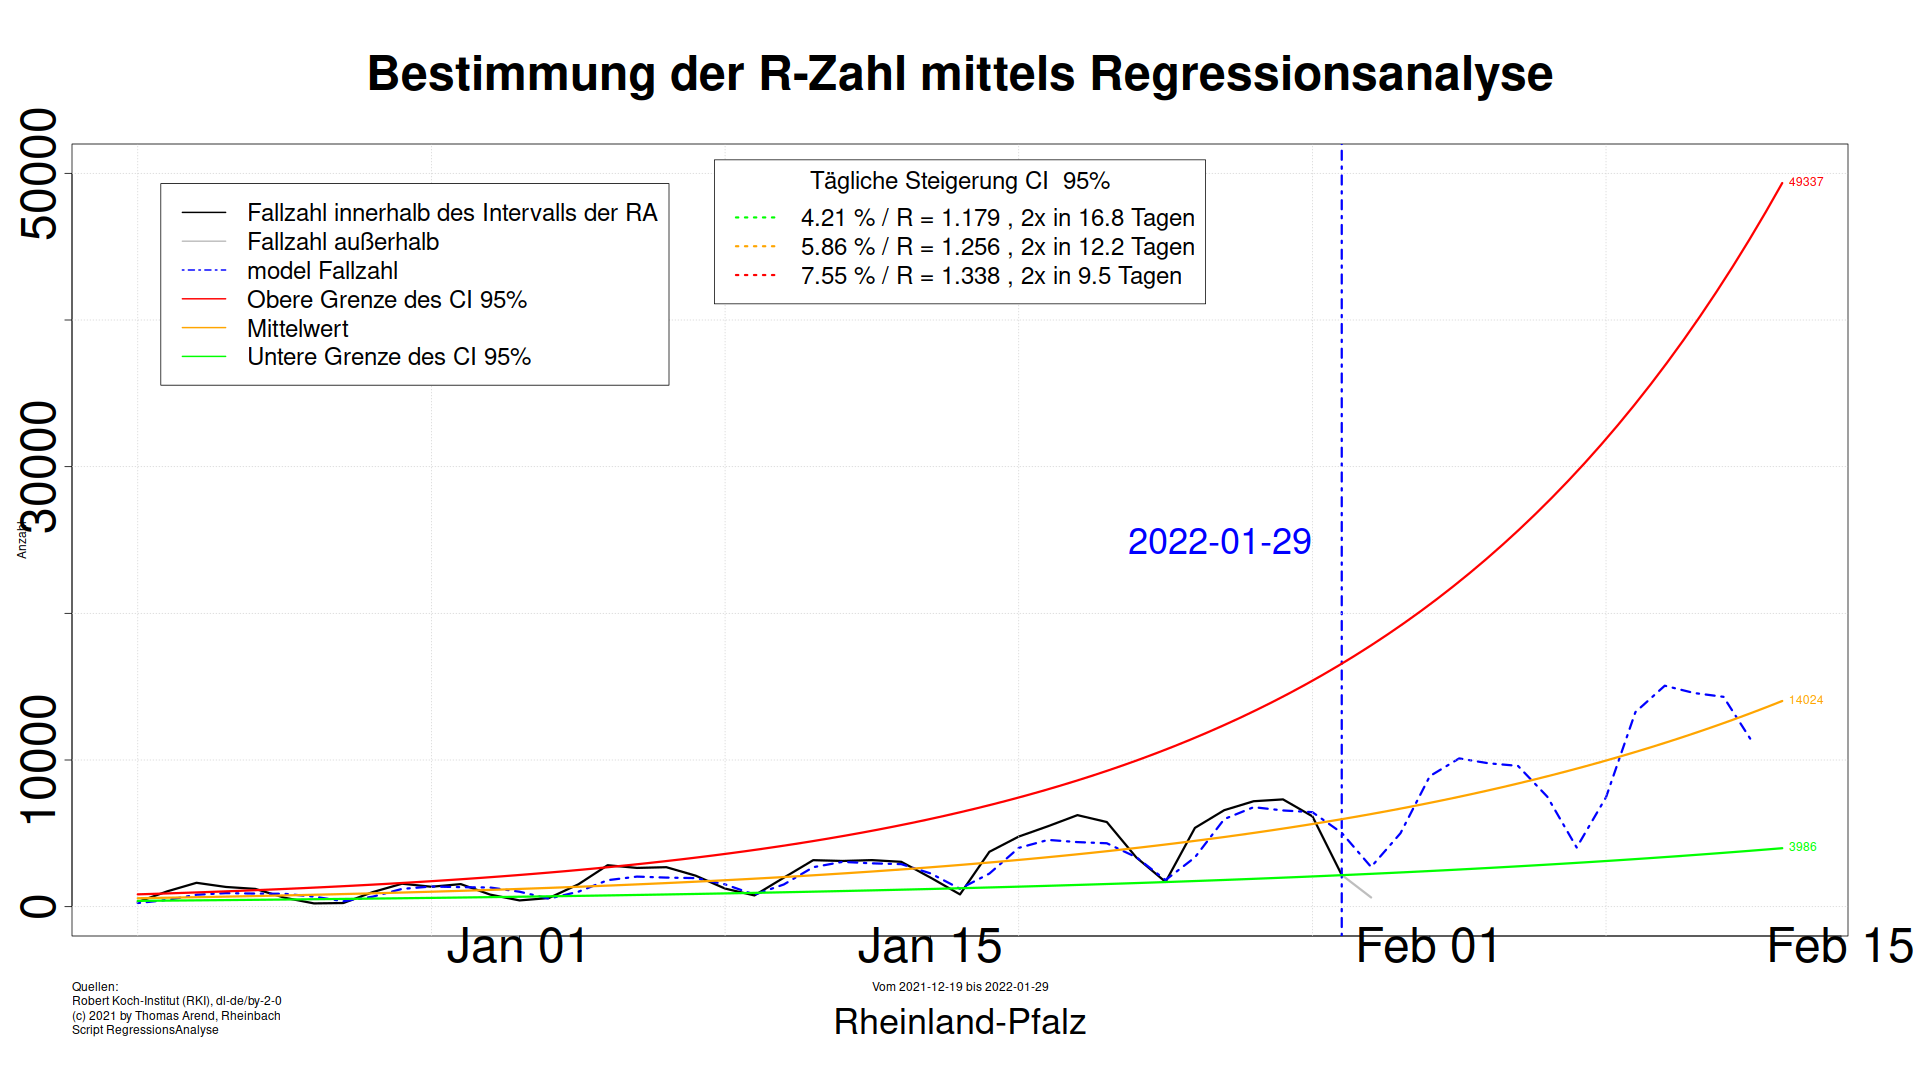 Bestimmung der R-Zahl mittels Regressionsanalyse
Fallzahl innerhalb des Intervalls der RA
Fallzahl außerhalb
model Fallzahl
Obere Grenze des CI 95%
Mittelwert
Untere Grenze des CI 95%
Tägliche Steigerung CI  95%
4.21 % / R = 1.179 , 2x in 16.8 Tagen
5.86 % / R = 1.256 , 2x in 12.2 Tagen
7.55 % / R = 1.338 , 2x in 9.5 Tagen
49337
14024
3986
2022-01-29
50000
30000
10000
0
Anzahl
Jan 01
Jan 15
Feb 01
Feb 15
Vom 2021-12-19 bis 2022-01-29
Rheinland-Pfalz
Quellen:
Robert Koch-Institut (RKI), dl-de/by-2-0
(c) 2021 by Thomas Arend, Rheinbach
Script RegressionsAnalyse